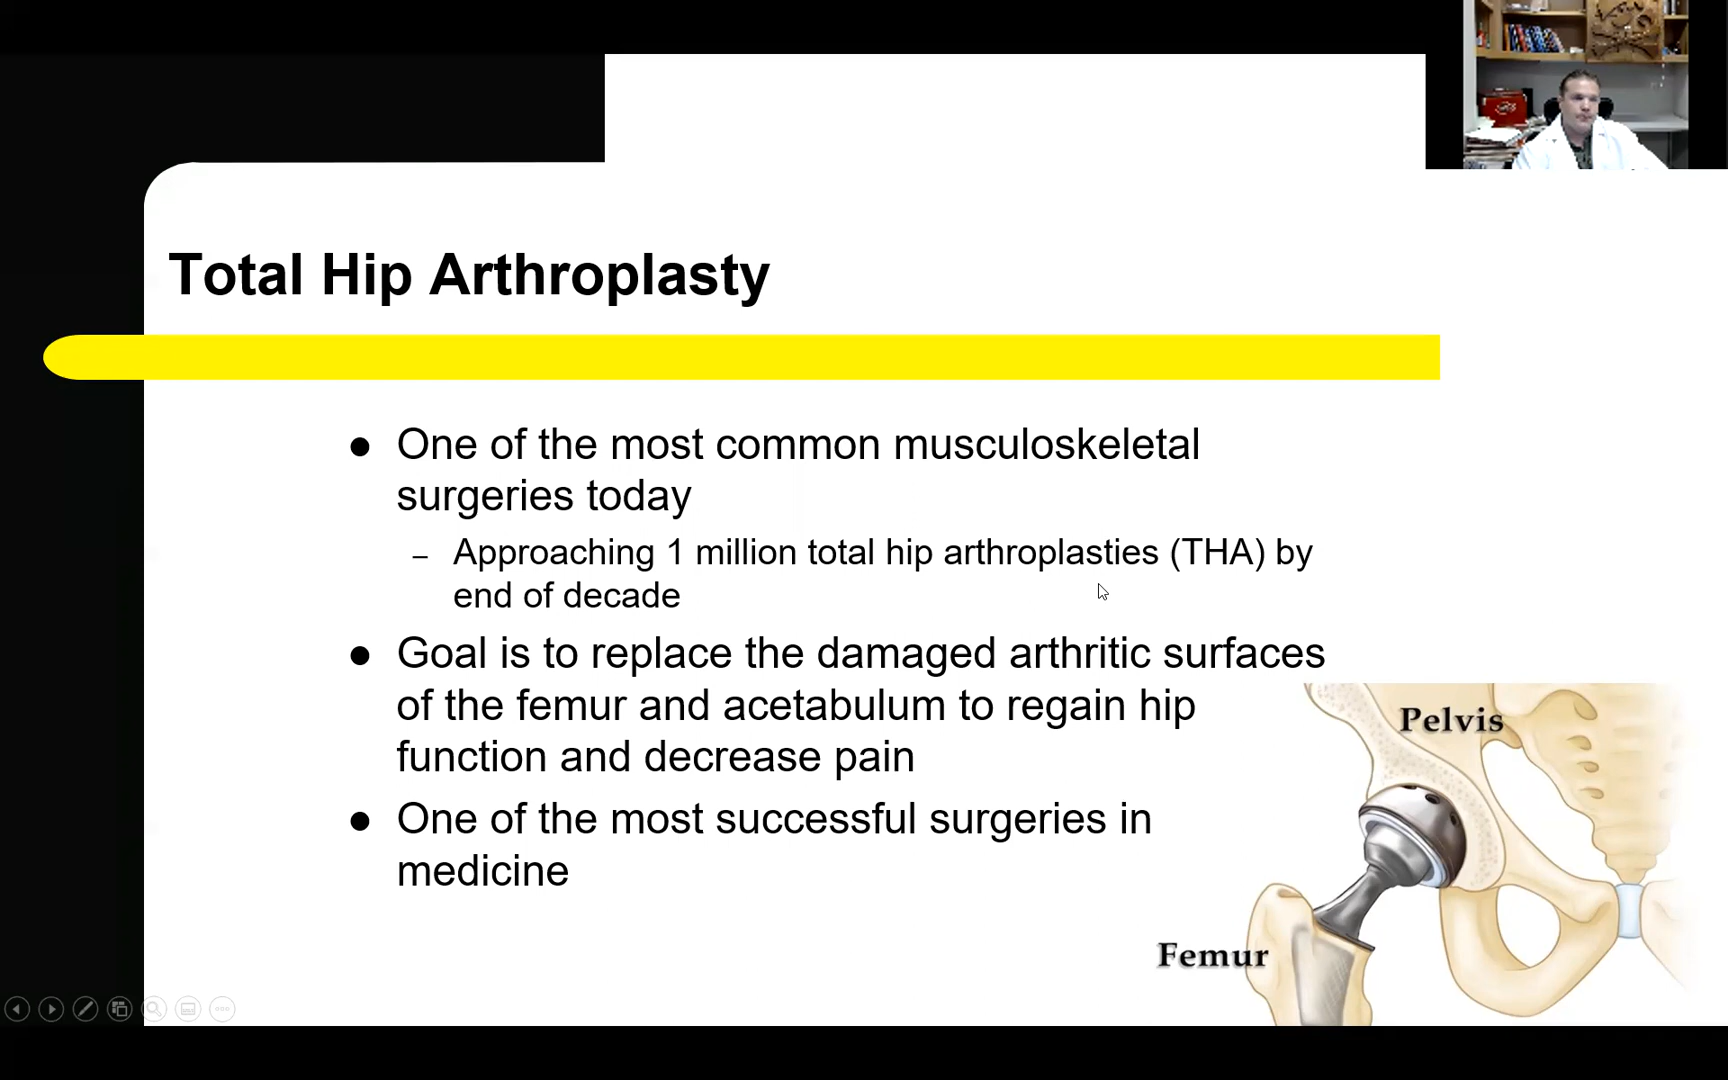 Total Hip Arthroplasty
● One of the most common musculoskeletal
surgeries today
– Approaching 1 million total hip arthroplasties (THA) by
end of decade
● Goal is to replace the damaged arthritic surfaces
of the femur and acetabulum to regain hip
function and decrease pain
● One of the most successful surgeries in
medicine
Pelvis
Femur